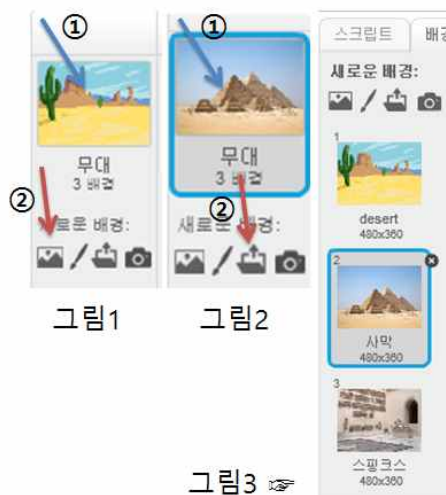 ①
무대
3 배경
②
로운 배경:
그림1
①
무대
3 배경
②
새로운 배경:
그림2
스크립트
배경
새로운 배경:
1
desert
480x360
2
사막
480x360
3
스핑크스
480x360
그림3 ☞